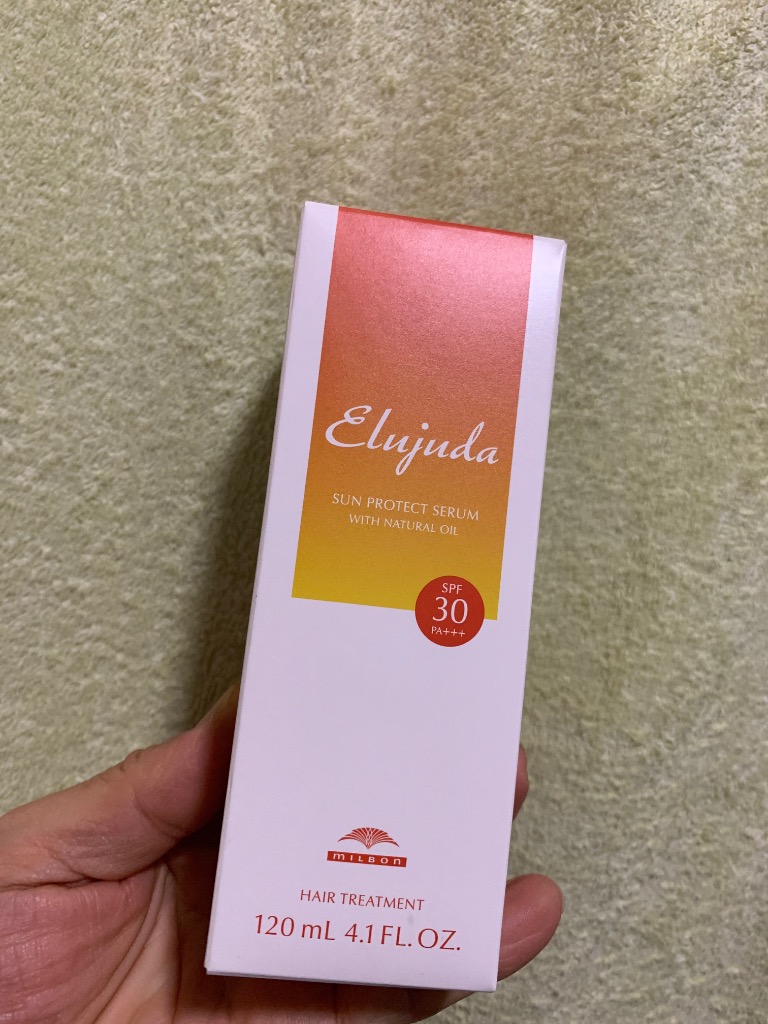 Elujuda
SUN PROTECT SERUM
WITH NATURAL OIL
SPF
30
PA+++
MILBON
HAIR TREATMENT
120 mL 4.1 FL. OZ.